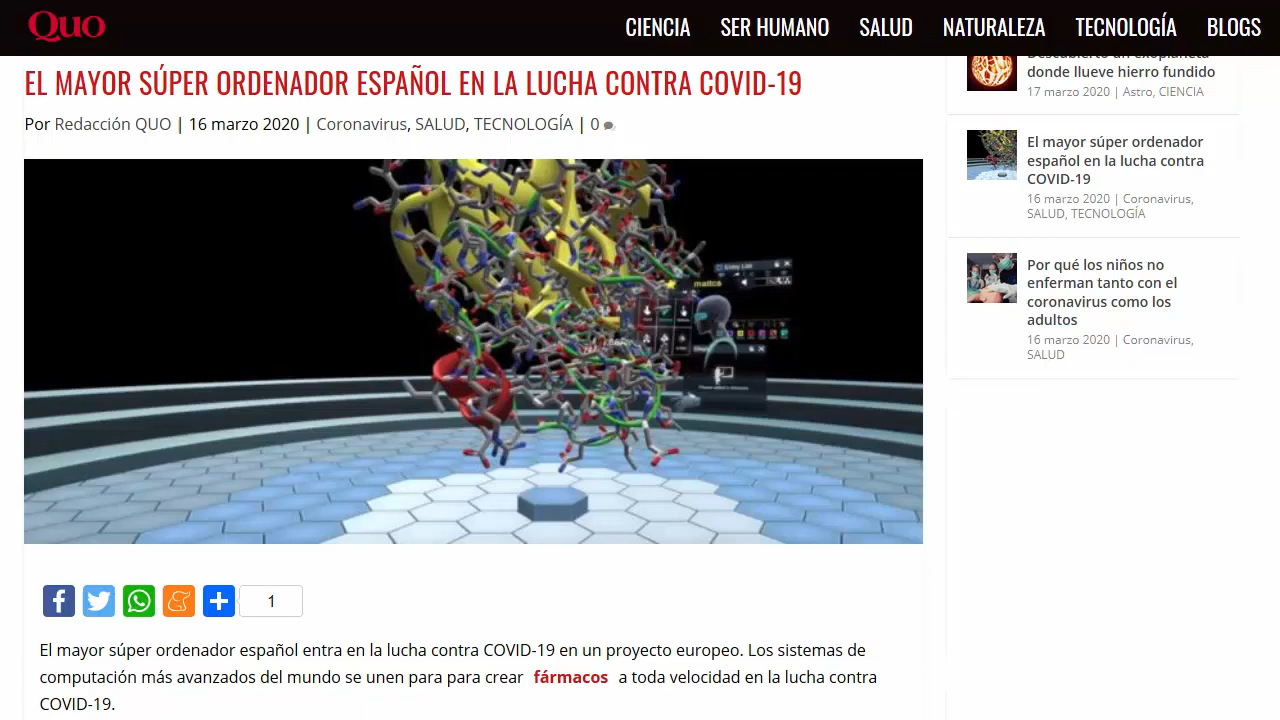 Quo
CIENCIA SER HUMANO SALUD NATURALEZA TECNOLOGÍA BLOGS
EL MAYOR SÚPER ORDENADOR ESPAÑOL EN LA LUCHA CONTRA COVID-19
Por Redacción QUO | 16 marzo 2020 | Coronavirus, SALUD, TECNOLOGÍA | 0
1
El mayor súper ordenador español entra en la lucha contra COVID-19 en un proyecto europeo. Los sistemas de
computación más avanzados del mundo se unen para para crear fármacos a toda velocidad en la lucha contra
COVID-19.
Descubierto un exoplaneta
donde llueve hierro fundido
17 marzo 2020 | Astro, CIENCIA
El mayor súper ordenador
español en la lucha contra
COVID-19
16 marzo 2020 | Coronavirus,
SALUD, TECNOLOGÍA
Por qué los niños no
enferman tanto con el
coronavirus como los
adultos
16 marzo 2020 | Coronavirus,
SALUD